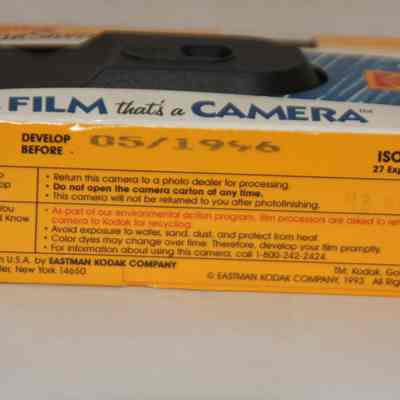 FILM that's a CAMERA™
DEVELOP BEFORE 05/1996
ISO
27 Exp
• Return this camera to a photo dealer for processing.
• Do not open the camera carton at any time.
• This camera will not be returned to you after photofinishing.
You
Know
• As part of our environmental action program, film processors are asked to
camera to Kodak for recycling.
• Avoid exposure to water, sand, dust, and protect from heat.
• Color dyes may change over time. Therefore, develop your film promptly.
• For information about using this camera, call 1-800-242-2424.
U.S.A. by EASTMAN KODAK COMPANY
New York 14650
TM: Kodak,
© EASTMAN KODAK COMPANY, 1993 All